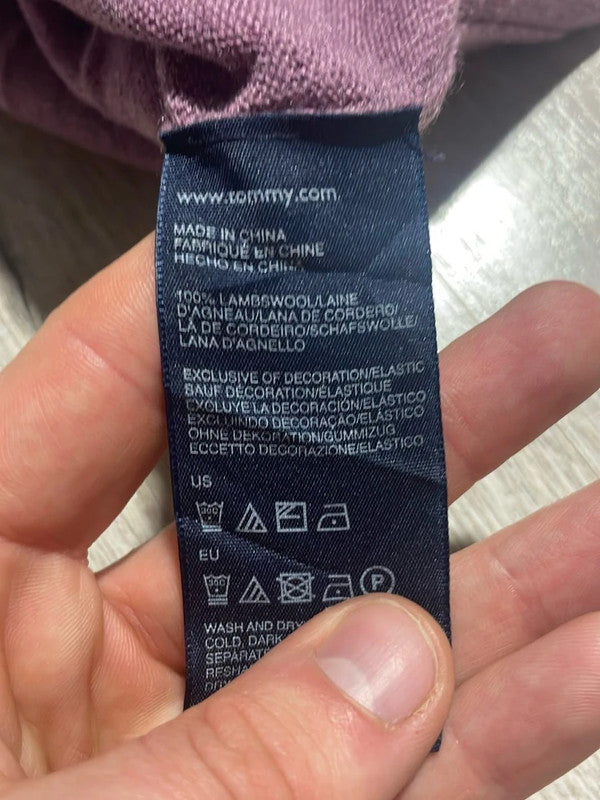 www.tommy.com
MADE IN CHINA
FABRIQUÉ EN CHINE
HECHO EN CHINA
100% LAMBSWOOL/LAINE
D'AGNEAU/LANA DE CORDERO/
LÃ DE CORDEIRO/SCHAFSWOLLE/
LANA D'AGNELLO
EXCLUSIVE OF DECORATION/ELASTIC
SAUF DÉCORATION/ÉLASTIQUE
EXCLUYE LA DECORACIÓN/ELÁSTICO
EXCLUINDO DECORAÇÃO/ELÁSTICO
OHNE DEKORATION/GUMMIZUG
ECCETTO DECORAZIONE/ELASTICO
US
30C
EU
30C P
WASH AND DRY
COLD, DARK
SEPARATE